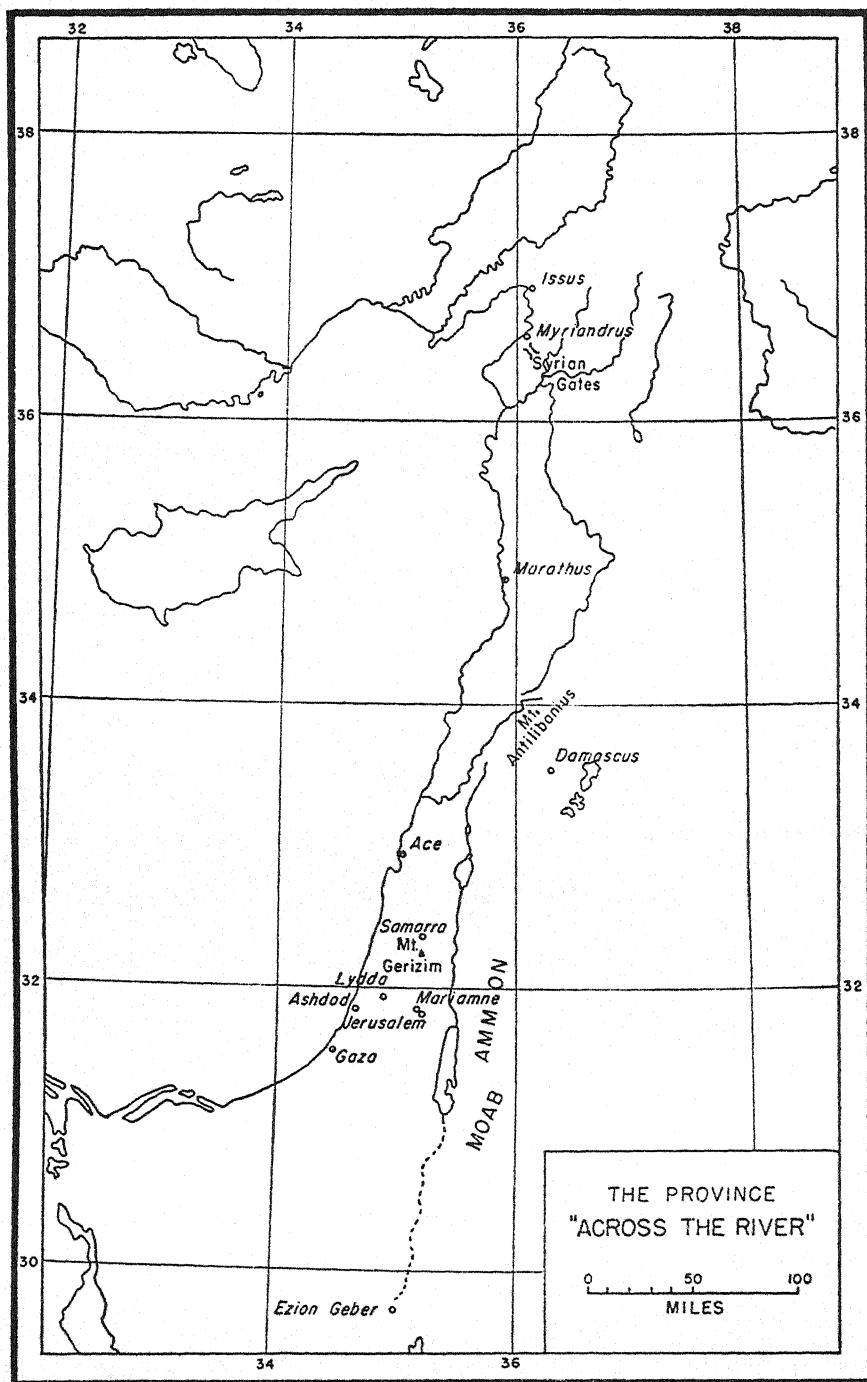 32
34
36
38
38
Issus
Myriandrus
Syrian
Gates
36
36
Marathus
34
34
Mt.
Antilibanius
Damascus
Ace
Samarra
Mt.
Gerizim
32
32
Lydda
Ashdod
Mariamne
Jerusalem
Gaza
MOAB AMMON
THE PROVINCE
"ACROSS THE RIVER"
0 50 100
MILES
30
Ezion Geber
34
36